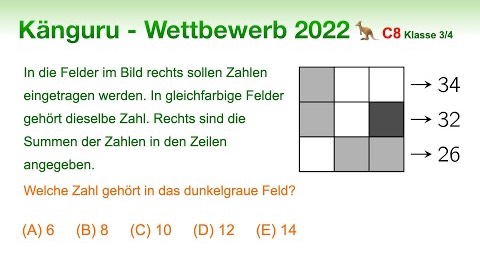 Känguru - Wettbewerb 2022 C8 Klasse 3/4
In die Felder im Bild rechts sollen Zahlen
eingetragen werden. In gleichfarbige Felder
gehört dieselbe Zahl. Rechts sind die
Summen der Zahlen in den Zeilen
angegeben.
→ 34
→ 32
→ 26
Welche Zahl gehört in das dunkelgraue Feld?
(A) 6 (B) 8 (C) 10 (D) 12 (E) 14